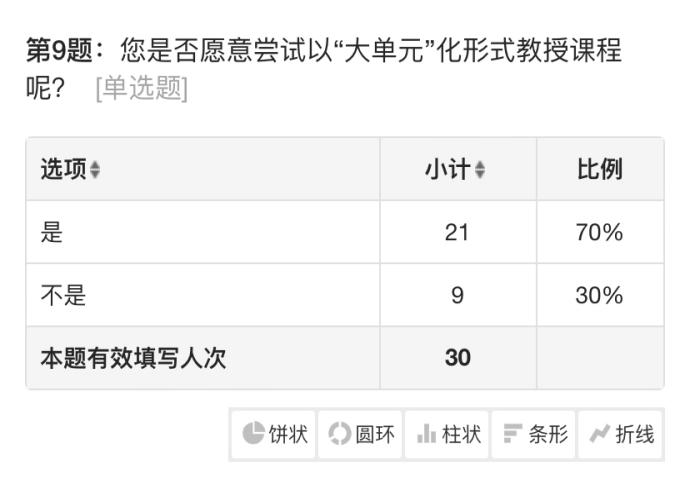 第9题：您是否愿意尝试以“大单元”化形式教授课程
呢? [单选题]
选项 小计 比例
是 21 70%
不是 9 30%
本题有效填写人次 30
饼状 圆环 柱状 条形 折线